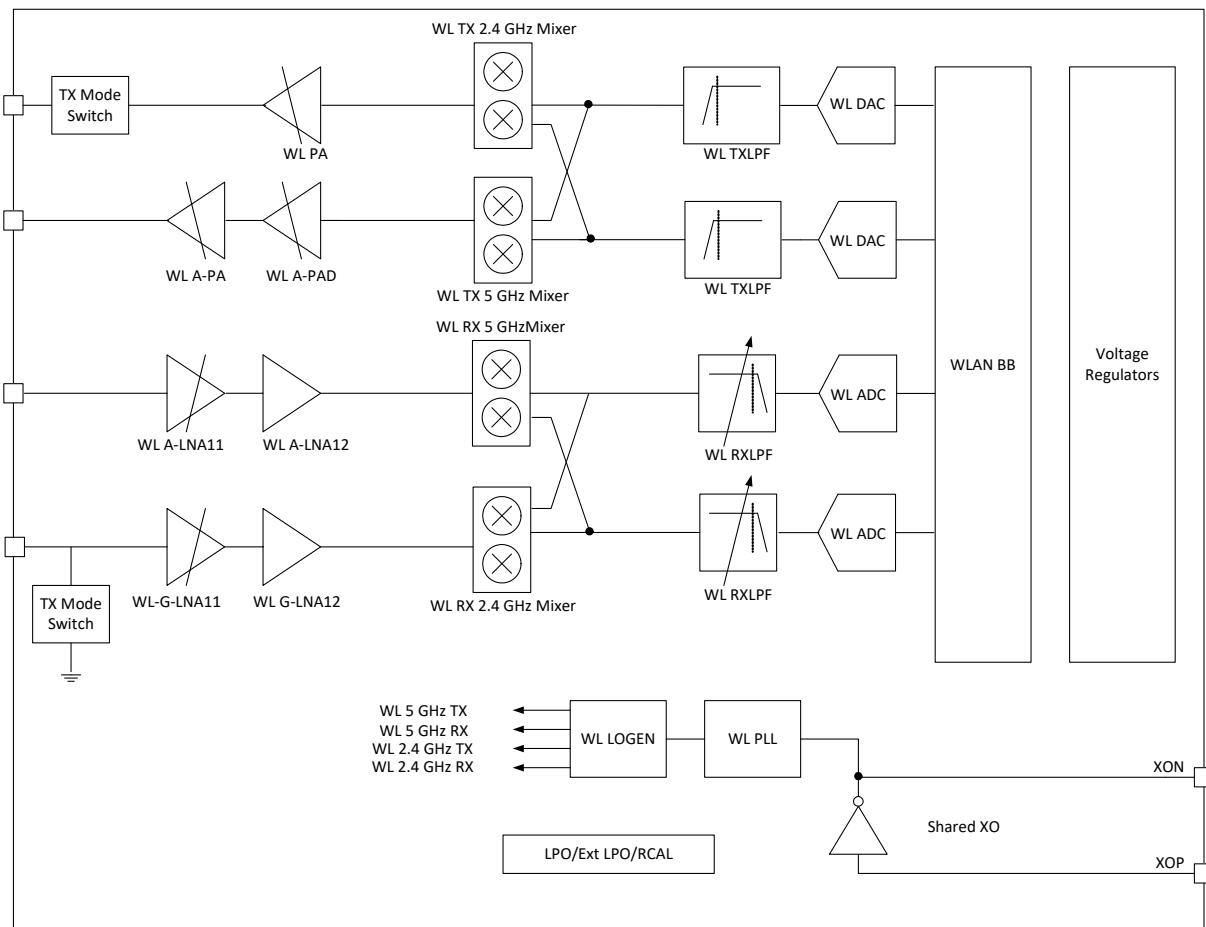 WL TX 2.4 GHz Mixer
TX Mode
Switch
WL PA
WL TXLPF
WL DAC
WL A-PA
WL A-PAD
WL TX 5 GHz Mixer
WL TXLPF
WL DAC
WL RX 5 GHzMixer
WLAN BB
Voltage
Regulators
WL A-LNA11
WL A-LNA12
WL RXLPF
WL ADC
WL-G-LNA11
WL G-LNA12
WL RX 2.4 GHz Mixer
WL RXLPF
WL ADC
TX Mode
Switch
WL 5 GHz TX
WL 5 GHz RX
WL 2.4 GHz TX
WL 2.4 GHz RX
WL LOGEN
WL PLL
XON
Shared XO
LPO/Ext LPO/RCAL
XOP